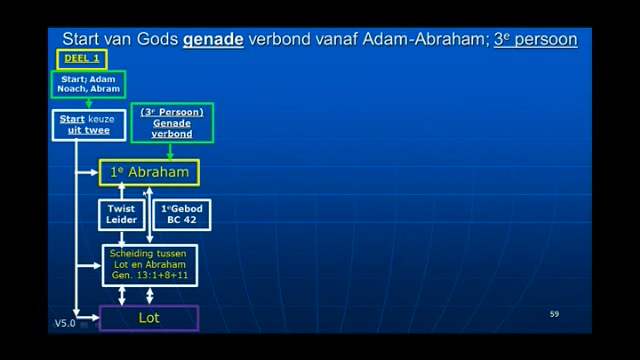 Start van Gods genade verbond vanaf Adam-Abraham; 3e persoon
DEEL 1
Start; Adam
Noach, Abram
Start keuze
uit twee
(3e Persoon)
Genade
verbond
1e Abraham
Twist
Leider
1eGebod
BC 42
Scheiding tussen
Lot en Abraham
Gen. 13:1+8+11
Lot
V5.0
59